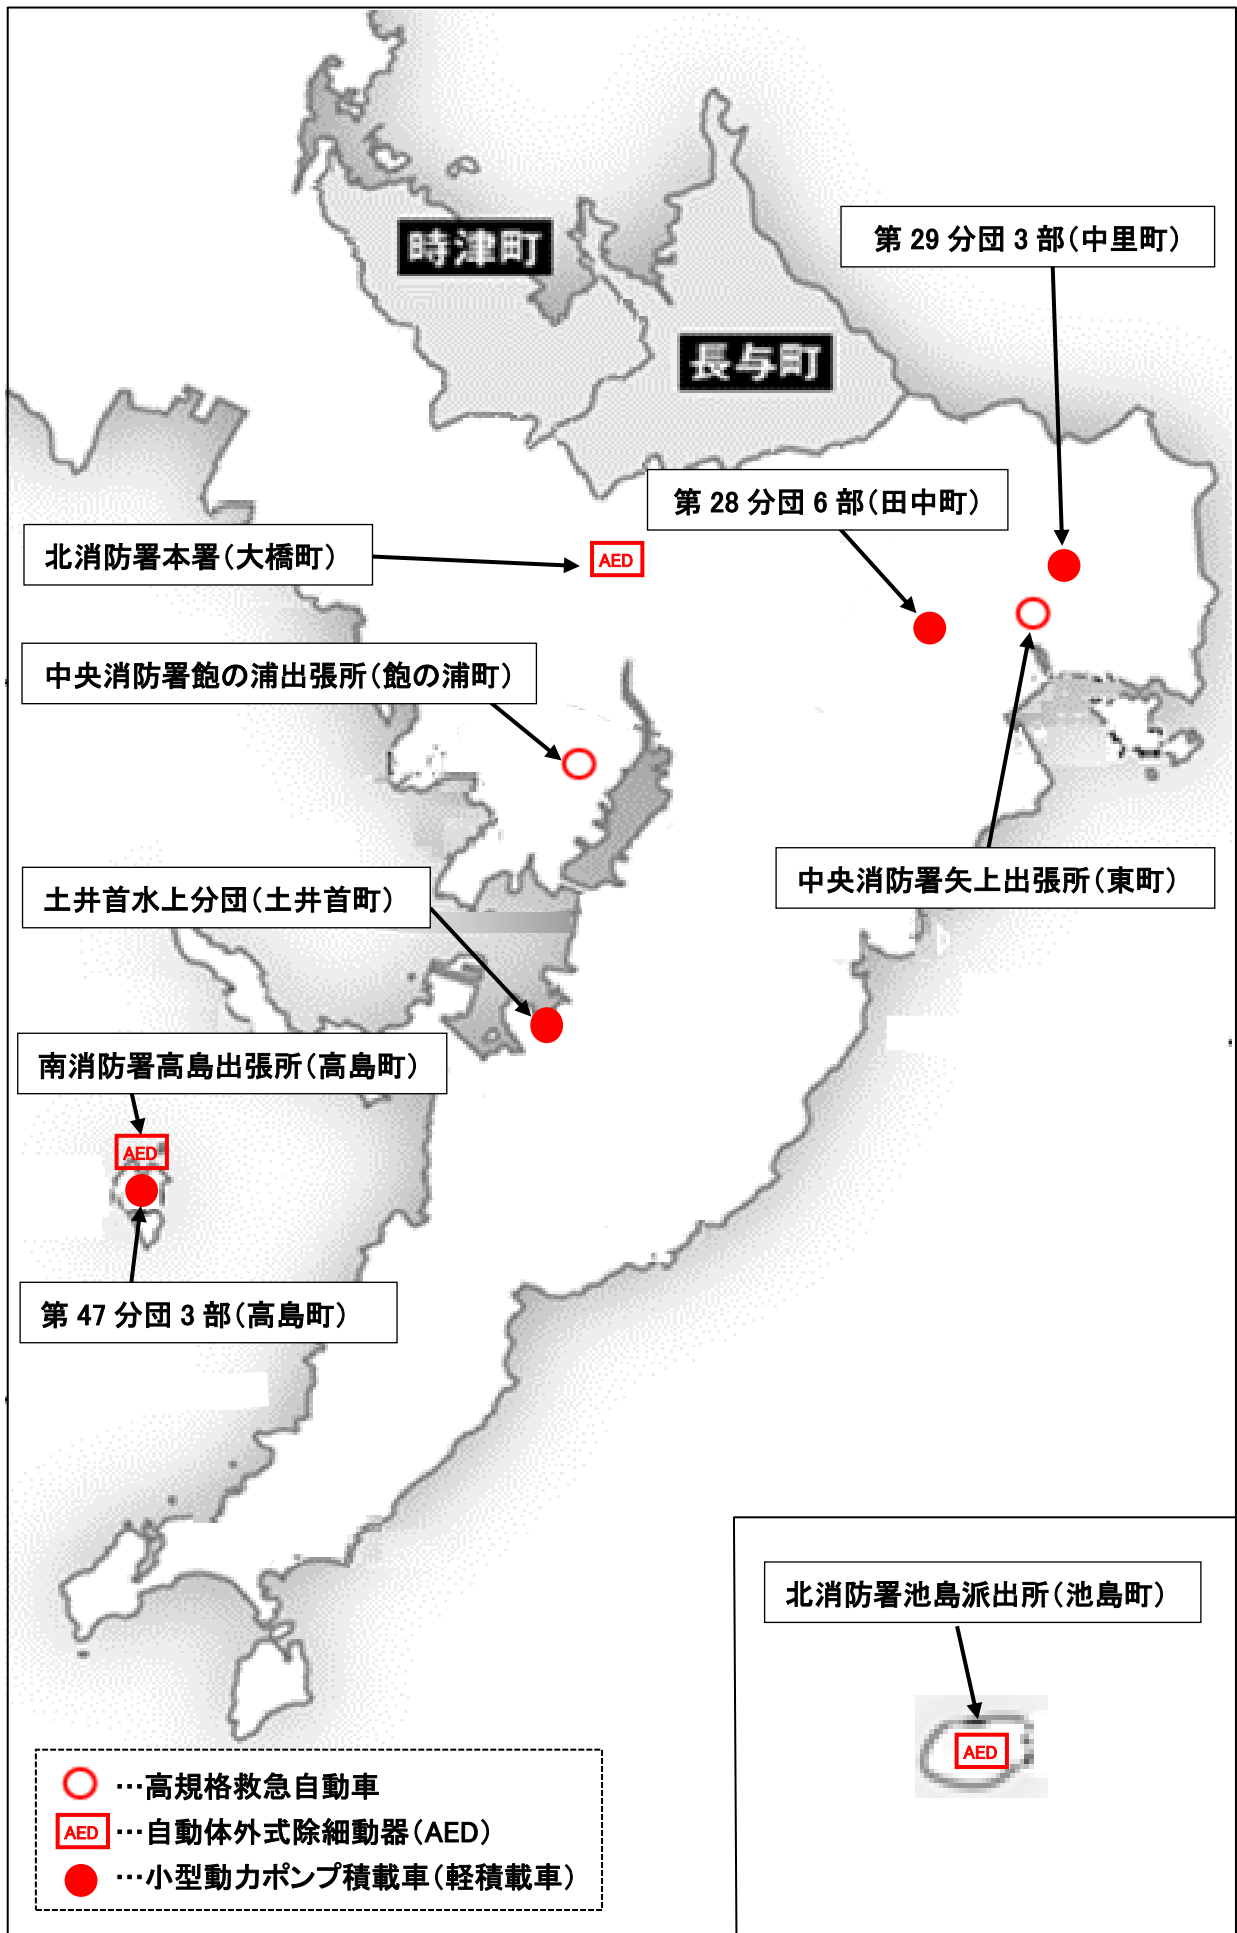 時津町
第 29 分団 3 部(中里町)
長与町
第 28 分団 6 部(田中町)
北消防署本署(大橋町)
AED
中央消防署飽の浦出張所(飽の浦町)
中央消防署矢上出張所(東町)
土井首水上分団(土井首町)
南消防署高島出張所(高島町)
AED
第 47 分団 3 部(高島町)
北消防署池島派出所(池島町)
AED
…高規格救急自動車
AED …自動体外式除細動器(AED)
…小型動力ポンプ積載車(軽積載車)